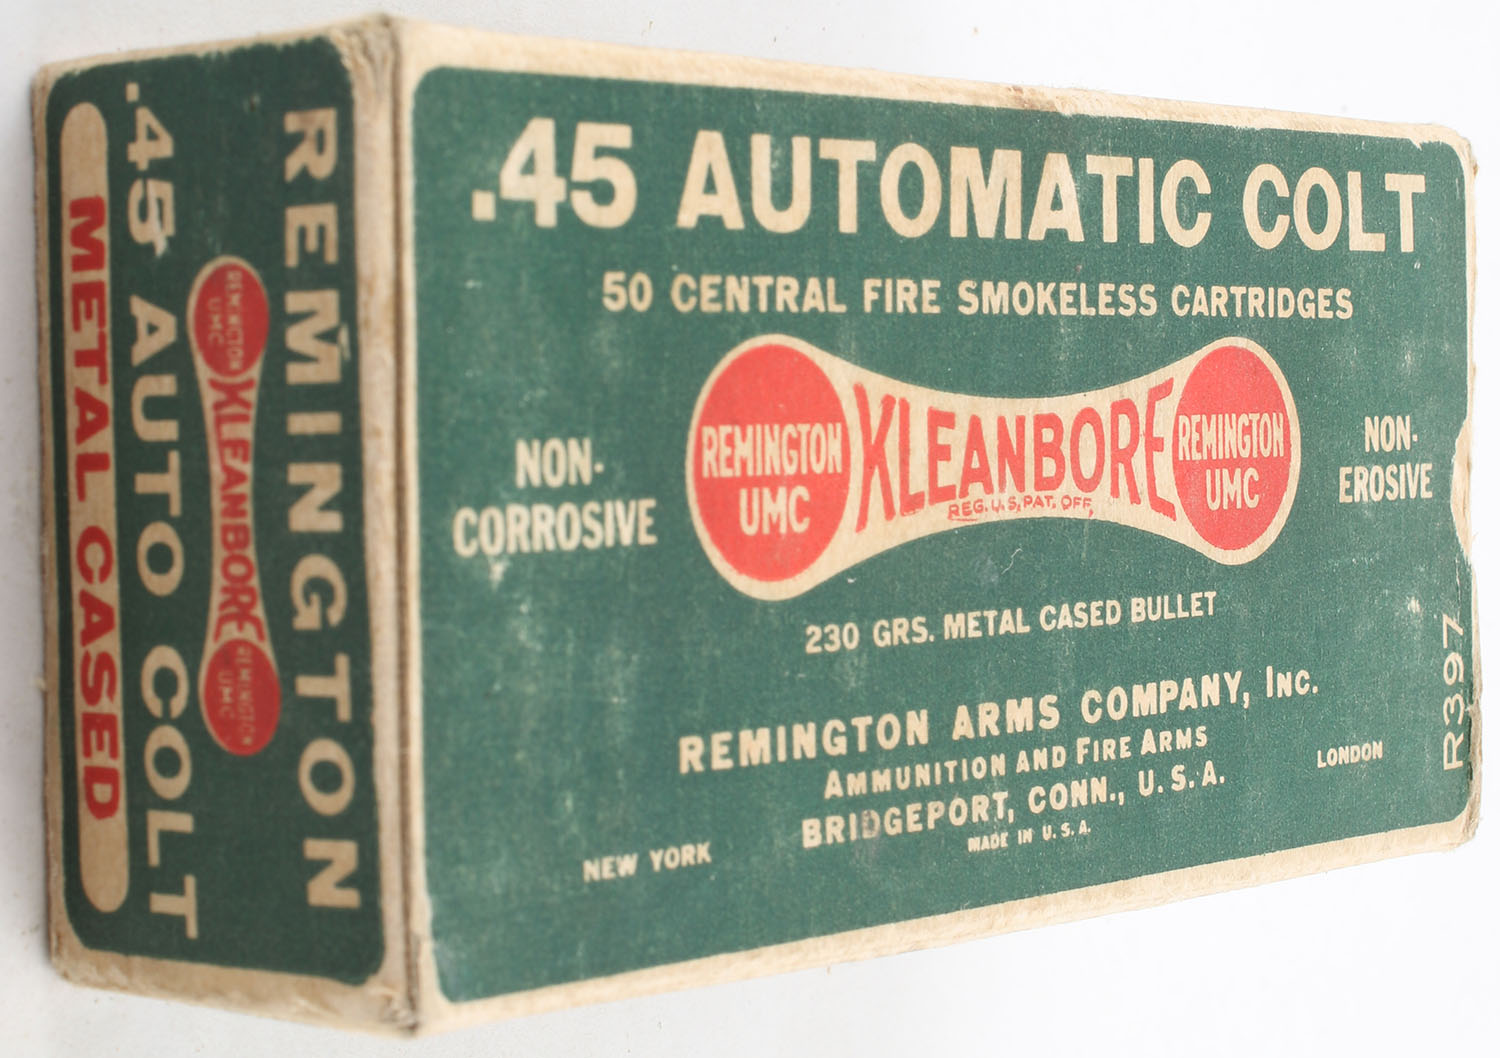 .45 AUTOMATIC COLT
50 CENTRAL FIRE SMOKELESS CARTRIDGES
NON-
CORROSIVE
REMINGTON
UMC
KLEANBORE
REG. U.S. PAT. OFF.
REMINGTON
UMC
NON-
EROSIVE
230 GRS. METAL CASED BULLET
REMINGTON ARMS COMPANY, INC.
AMMUNITION AND FIRE ARMS
BRIDGEPORT, CONN., U.S.A.
MADE IN U.S.A.
NEW YORK
LONDON
R397
REMINGTON
REMINGTON
UMC
KLEANBORE
REMINGTON
UMC
.45 AUTO COLT
METAL CASED